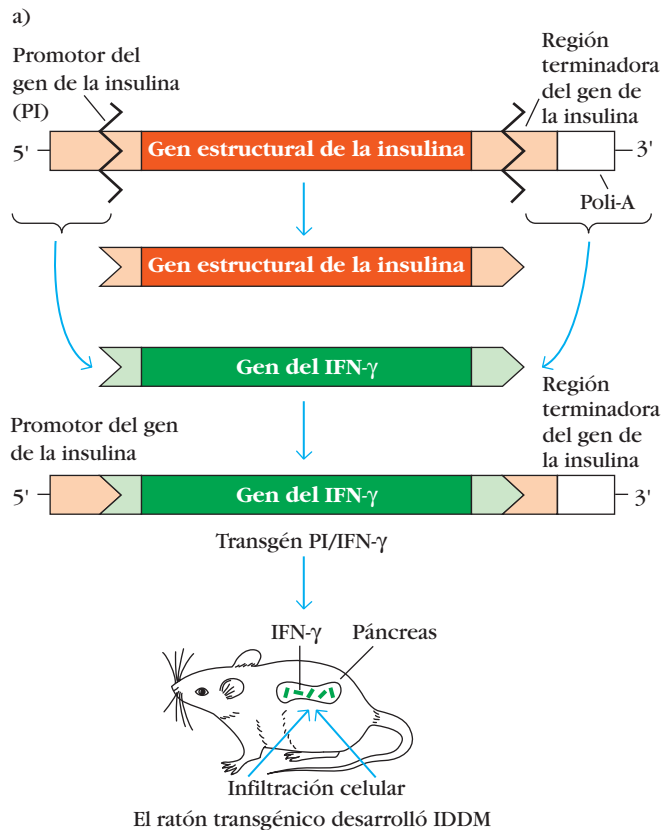 a)
Promotor del
gen de la insulina
(PI)
Región
terminadora
del gen de
la insulina
5'
Gen estructural de la insulina
3'
Poli-A
Gen estructural de la insulina
Gen del IFN-γ
Promotor del gen
de la insulina
Región
terminadora
del gen de
la insulina
5'
Gen del IFN-γ
3'
Transgén PI/IFN-γ
IFN-γ
Páncreas
Infiltración celular
El ratón transgénico desarrolló IDDM